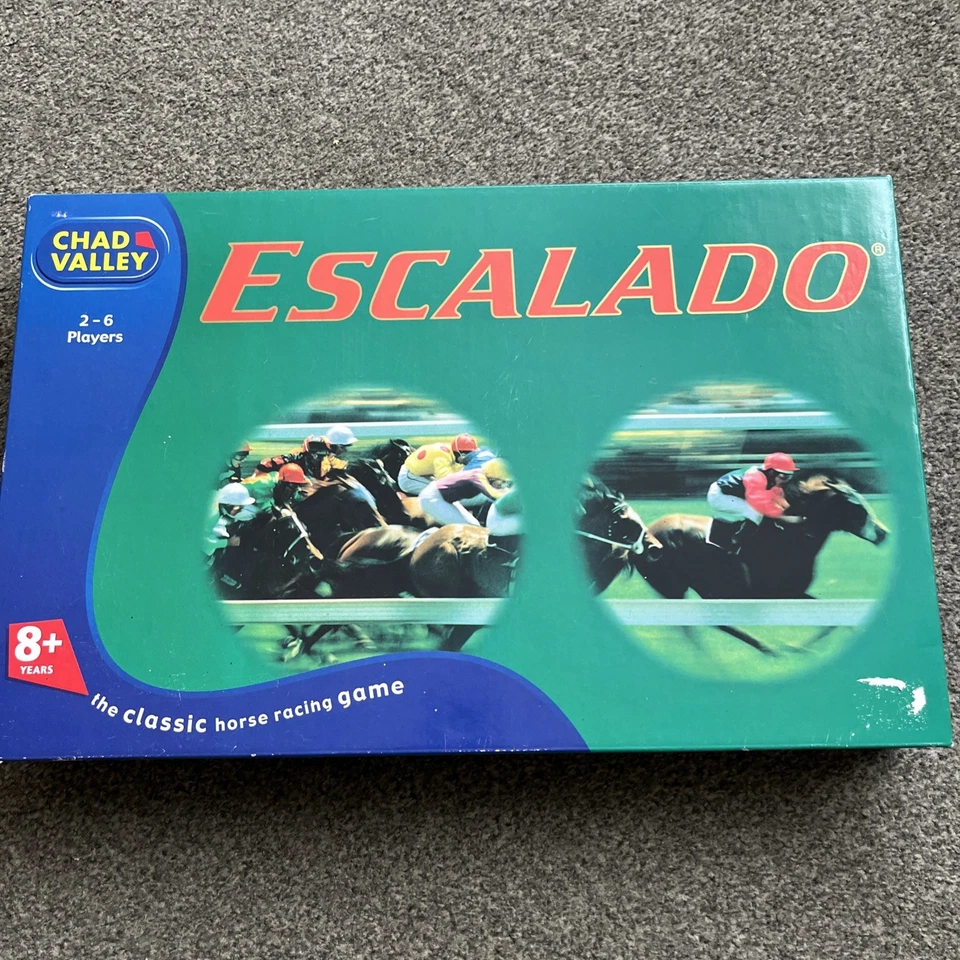 CHAD
VALLEY
2 – 6
Players
ESCALADO®
8+
YEARS
the classic horse racing game